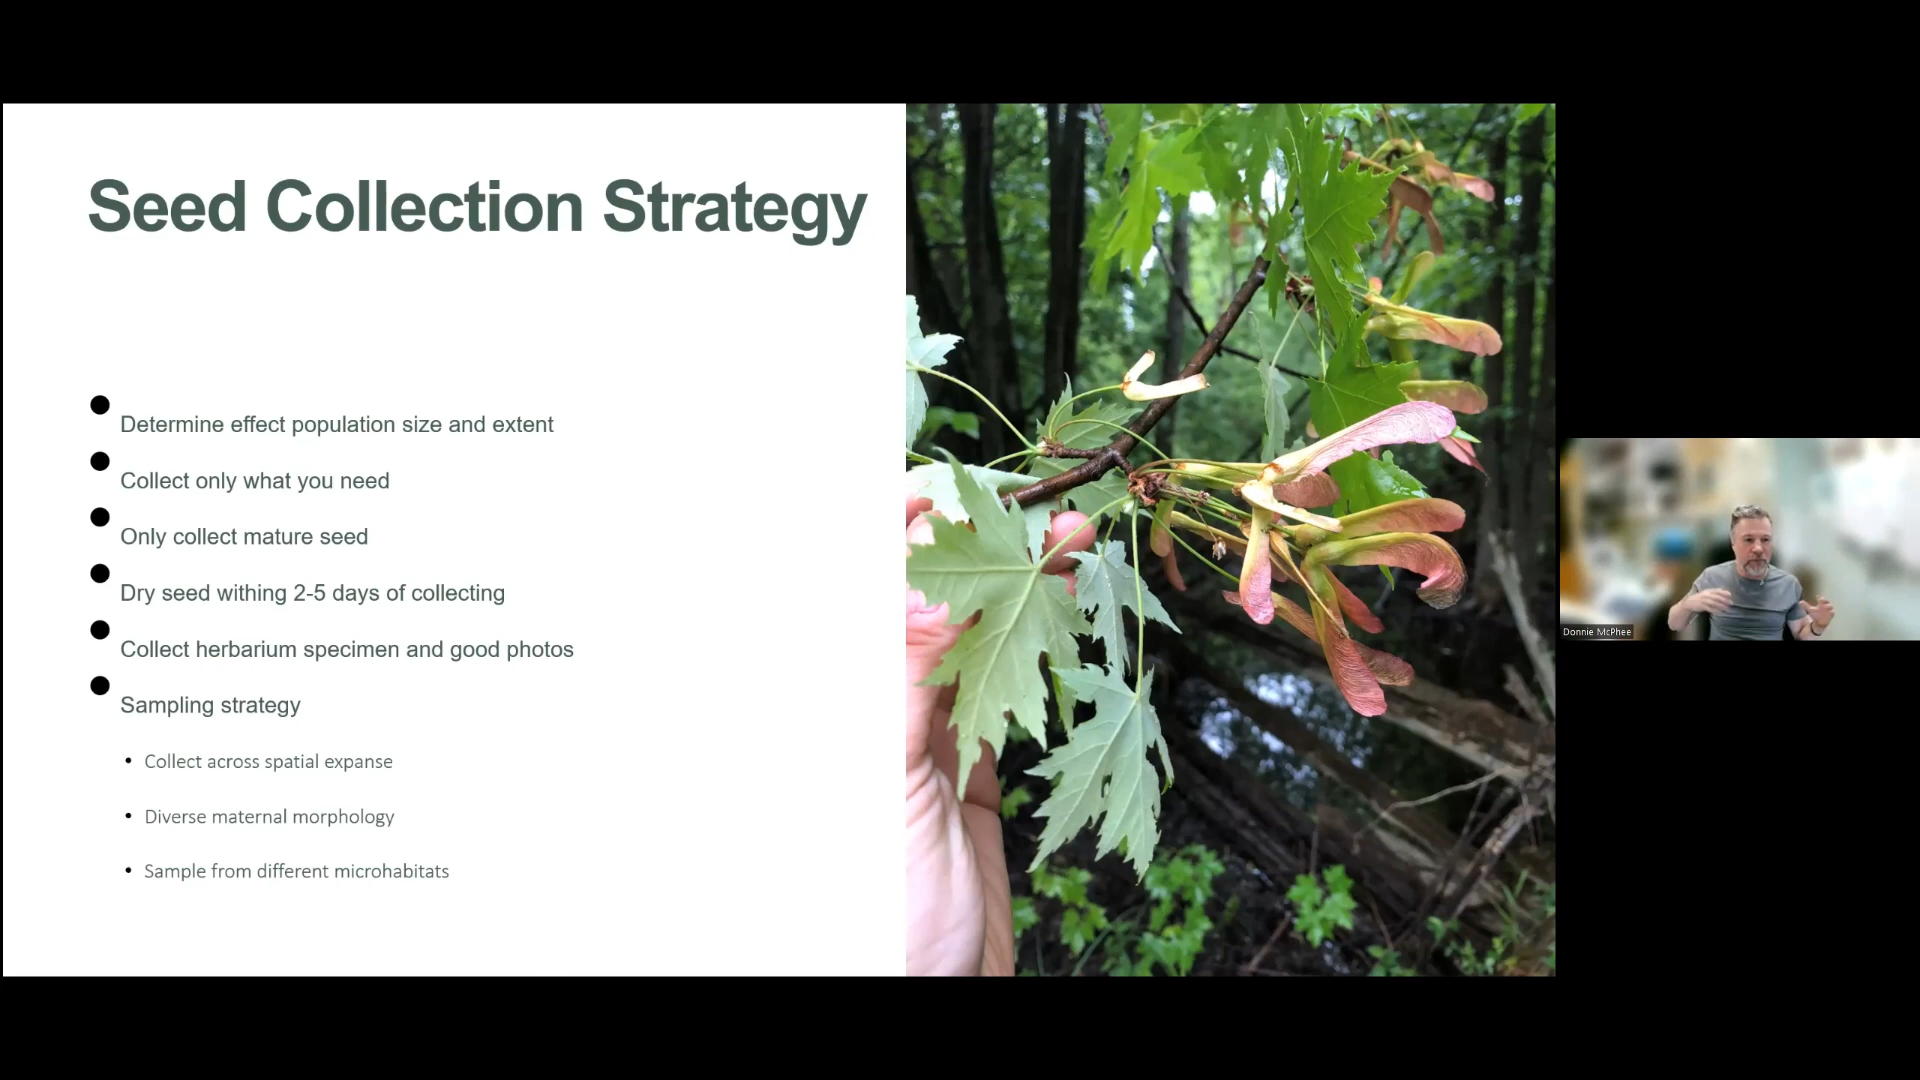 Seed Collection Strategy
Determine effect population size and extent
Collect only what you need
Only collect mature seed
Dry seed withing 2-5 days of collecting
Collect herbarium specimen and good photos
Sampling strategy
Collect across spatial expanse
Diverse maternal morphology
Sample from different microhabitats
Donnie McPhee